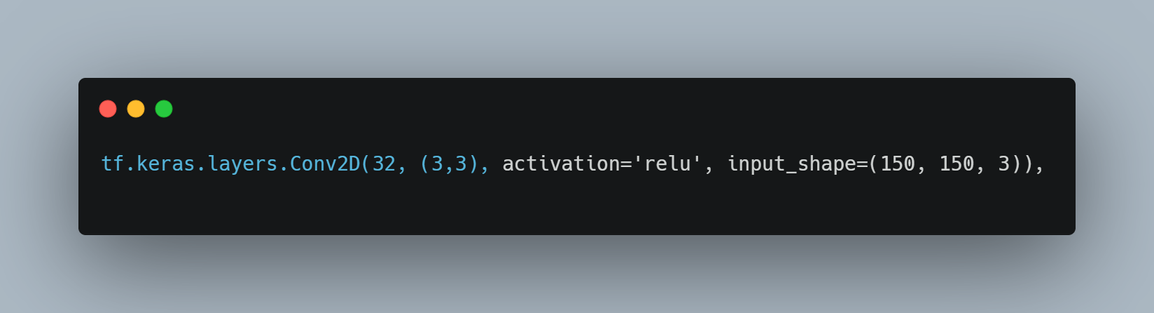 tf.keras.layers.Conv2D(32, (3,3), activation='relu', input_shape=(150, 150, 3)),